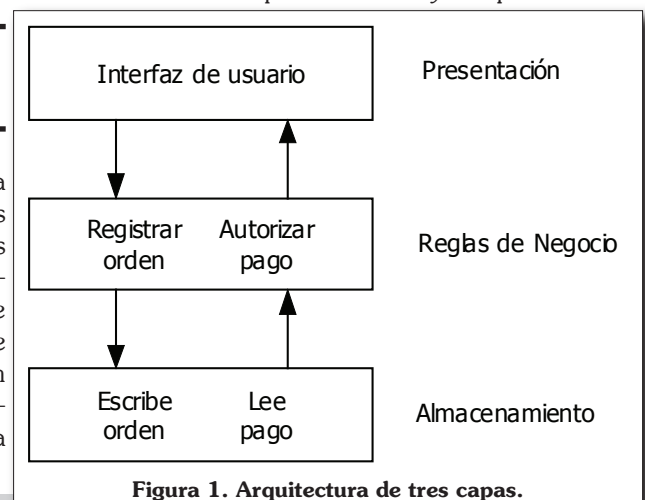 Interfaz de usuario
Presentación
Registrar Autorizar
orden pago
Reglas de Negocio
Escribe Lee
orden pago
Almacenamiento
Figura 1. Arquitectura de tres capas.